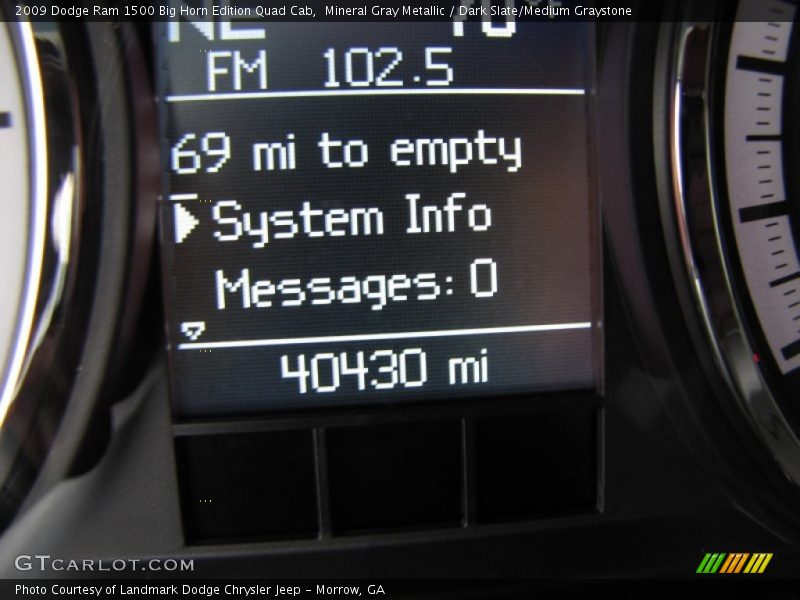 2009 Dodge Ram 1500 Big Horn Edition Quad Cab,  Mineral Gray Metallic / Dark Slate/Medium Graystone
NE
FM 102.5
69 mi to empty
System Info
Messages: 0
40430 mi
GTCARLOT.COM
Photo Courtesy of Landmark Dodge Chrysler Jeep - Morrow, GA